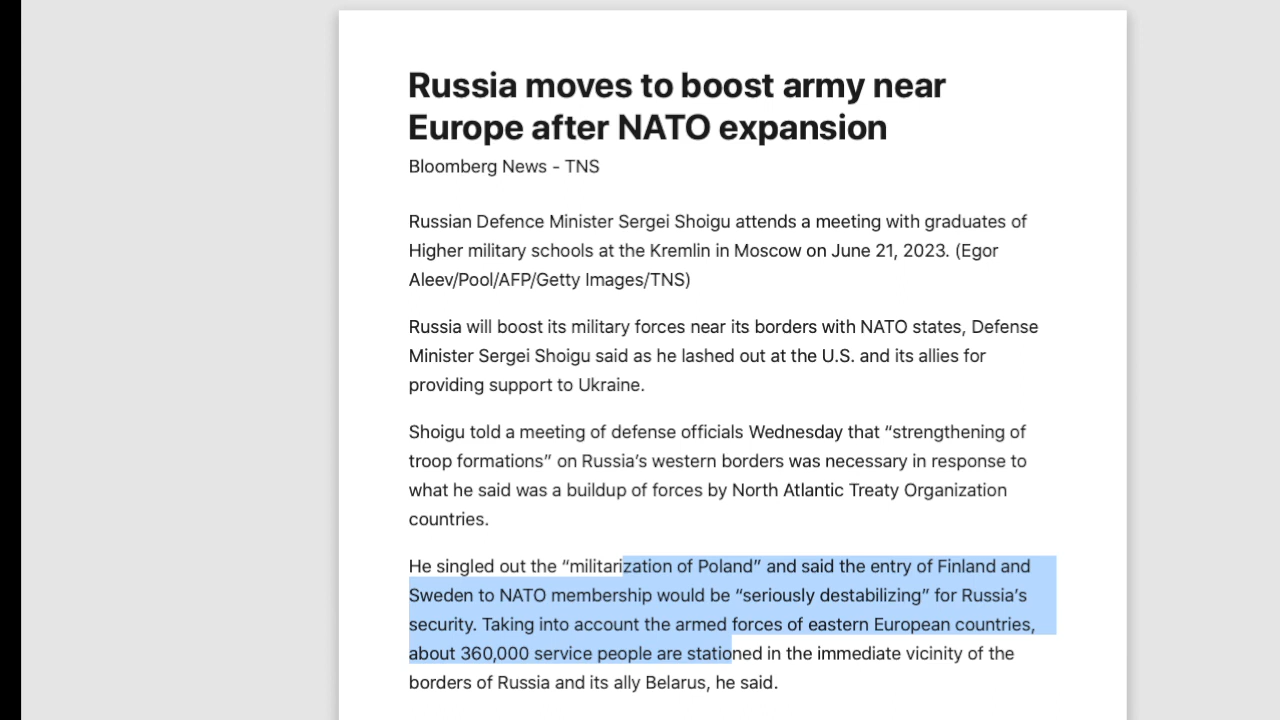 Russia moves to boost army near
Europe after NATO expansion
Bloomberg News - TNS
Russian Defence Minister Sergei Shoigu attends a meeting with graduates of
Higher military schools at the Kremlin in Moscow on June 21, 2023. (Egor
Aleev/Pool/AFP/Getty Images/TNS)
Russia will boost its military forces near its borders with NATO states, Defense
Minister Sergei Shoigu said as he lashed out at the U.S. and its allies for
providing support to Ukraine.
Shoigu told a meeting of defense officials Wednesday that “strengthening of
troop formations” on Russia’s western borders was necessary in response to
what he said was a buildup of forces by North Atlantic Treaty Organization
countries.
He singled out the “militarization of Poland” and said the entry of Finland and
Sweden to NATO membership would be “seriously destabilizing” for Russia’s
security. Taking into account the armed forces of eastern European countries,
about 360,000 service people are stationed in the immediate vicinity of the
borders of Russia and its ally Belarus, he said.